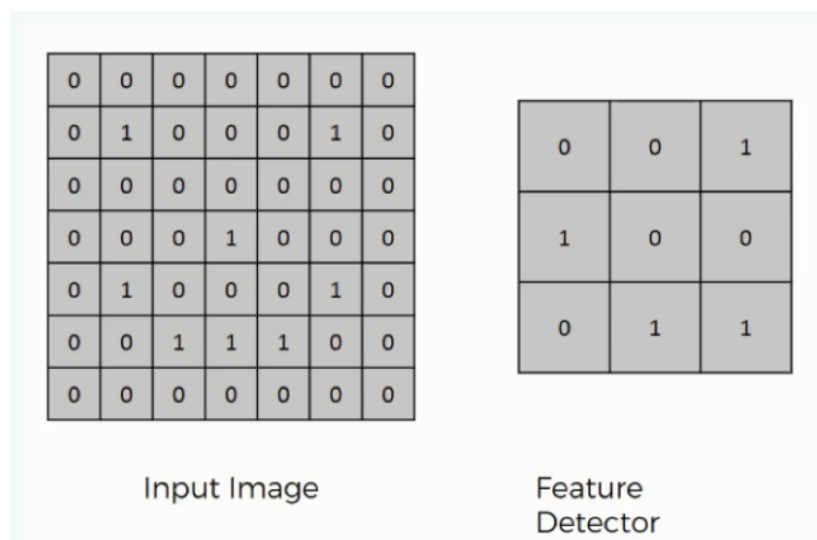 0 0 0 0 0 0 0
0 1 0 0 0 1 0
0 0 0 0 0 0 0
0 0 0 1 0 0 0
0 1 0 0 0 1 0
0 0 1 1 1 0 0
0 0 0 0 0 0 0
Input Image
0 0 1
1 0 0
0 1 1
Feature
Detector